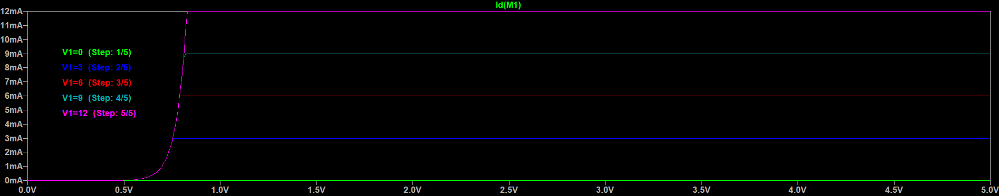 Id(M1)
12mA
11mA
10mA
9mA
8mA
7mA
6mA
5mA
4mA
3mA
2mA
1mA
0mA
V1=0 (Step: 1/5)
V1=3 (Step: 2/5)
V1=6 (Step: 3/5)
V1=9 (Step: 4/5)
V1=12 (Step: 5/5)
0.0V 0.5V 1.0V 1.5V 2.0V 2.5V 3.0V 3.5V 4.0V 4.5V 5.0V